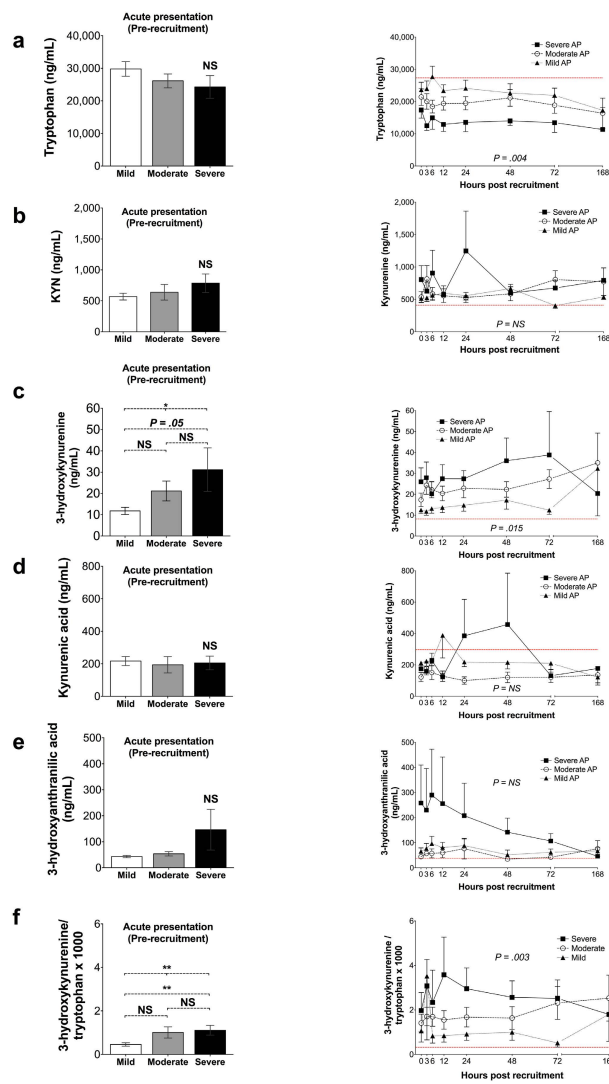 a
Acute presentation
(Pre-recruitment)
Tryptophan (ng/mL)
40,000
30,000
20,000
10,000
0
NS
Mild Moderate Severe
Tryptophan (ng/mL)
40,000
30,000
20,000
10,000
0
Severe AP
Moderate AP
Mild AP
P = .004
0 3 6 12 24 48 72 168
Hours post recruitment
b
Acute presentation
(Pre-recruitment)
KYN (ng/mL)
2,000
1,500
1,000
500
0
NS
Mild Moderate Severe
Kynurenine (ng/mL)
2,000
1,500
1,000
500
0
Severe AP
Moderate AP
Mild AP
P = NS
0 3 6 12 24 48 72 168
Hours post recruitment
c
Acute presentation
(Pre-recruitment)
3-hydroxykynurenine
(ng/mL)
60
50
40
30
20
10
0
*
P = .05
NS NS
Mild Moderate Severe
3-hydroxykynurenine (ng/mL)
60
50
40
30
20
10
0
Severe AP
Moderate AP
Mild AP
P = .015
0 3 6 12 24 48 72 168
Hours post recruitment
d
Acute presentation
(Pre-recruitment)
Kynurenic acid (ng/mL)
800
600
400
200
0
NS
Mild Moderate Severe
Kynurenic acid (ng/mL)
800
600
400
200
0
Severe AP
Moderate AP
Mild AP
P = NS
0 3 6 12 24 48 72 168
Hours post recruitment
e
Acute presentation
(Pre-recruitment)
3-hydroxyanthranilic acid
(ng/mL)
500
400
300
200
100
0
NS
Mild Moderate Severe
3-hydroxyanthranilic acid
(ng/mL)
500
400
300
200
100
0
P = NS
Severe AP
Moderate AP
Mild AP
0 3 6 12 24 48 72 168
Hours post recruitment
f
Acute presentation
(Pre-recruitment)
3-hydroxykynurenine/
tryptophan x 1000
6
4
2
0
**
**
NS NS
Mild Moderate Severe
3-hydroxykynurenine /
tryptophan x 1000
6
4
2
0
P = .003
Severe
Moderate
Mild
0 3 6 12 24 48 72 168
Hours post recruitment